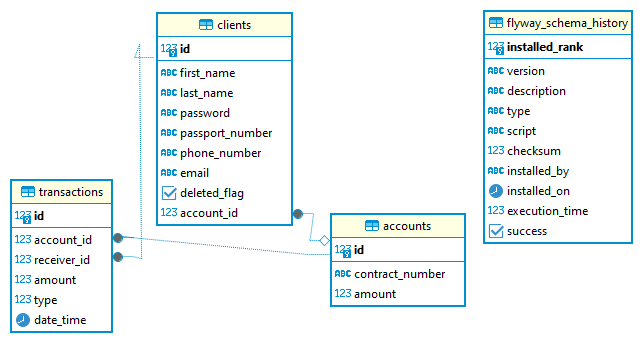 clients
123 id
ABC first_name
ABC last_name
ABC password
ABC passport_number
ABC phone_number
ABC email
deleted_flag
123 account_id
flyway_schema_history
123 installed_rank
ABC version
ABC description
ABC type
ABC script
123 checksum
ABC installed_by
installed_on
123 execution_time
success
transactions
123 id
123 account_id
123 receiver_id
123 amount
123 type
date_time
accounts
123 id
ABC contract_number
123 amount